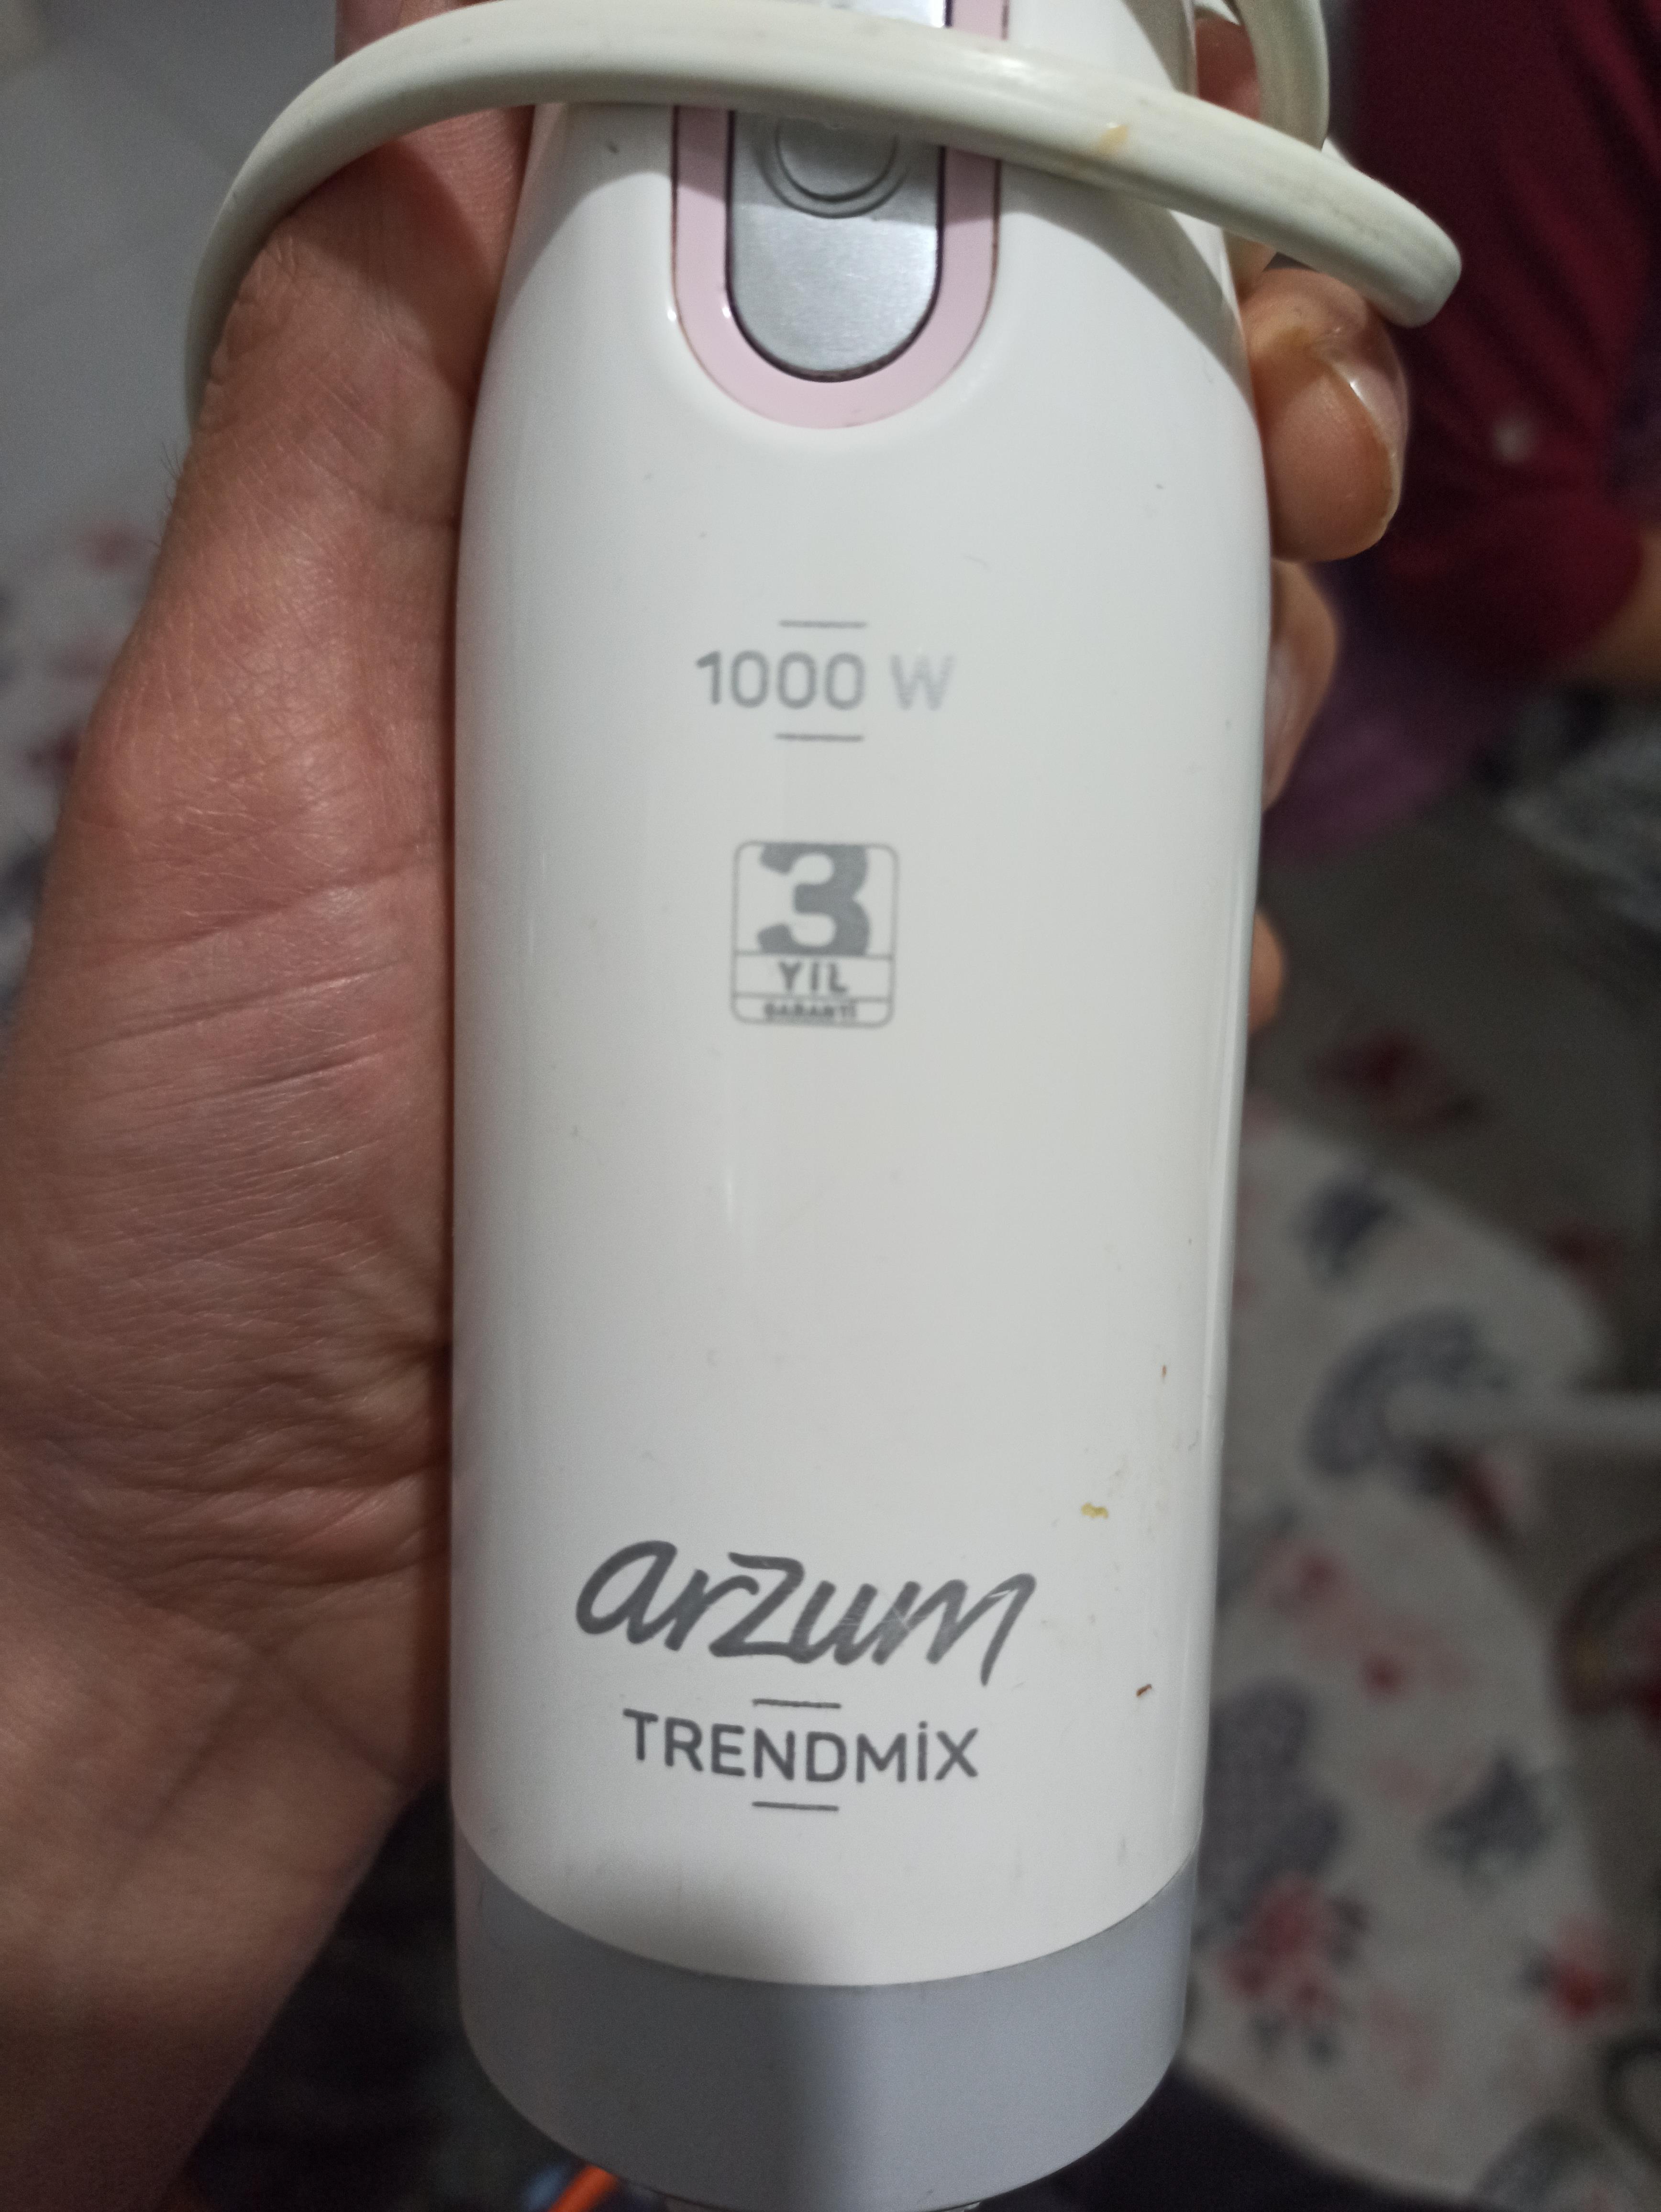 1000 W
3
YIL
GARANTİ
arzum
TRENDMİX